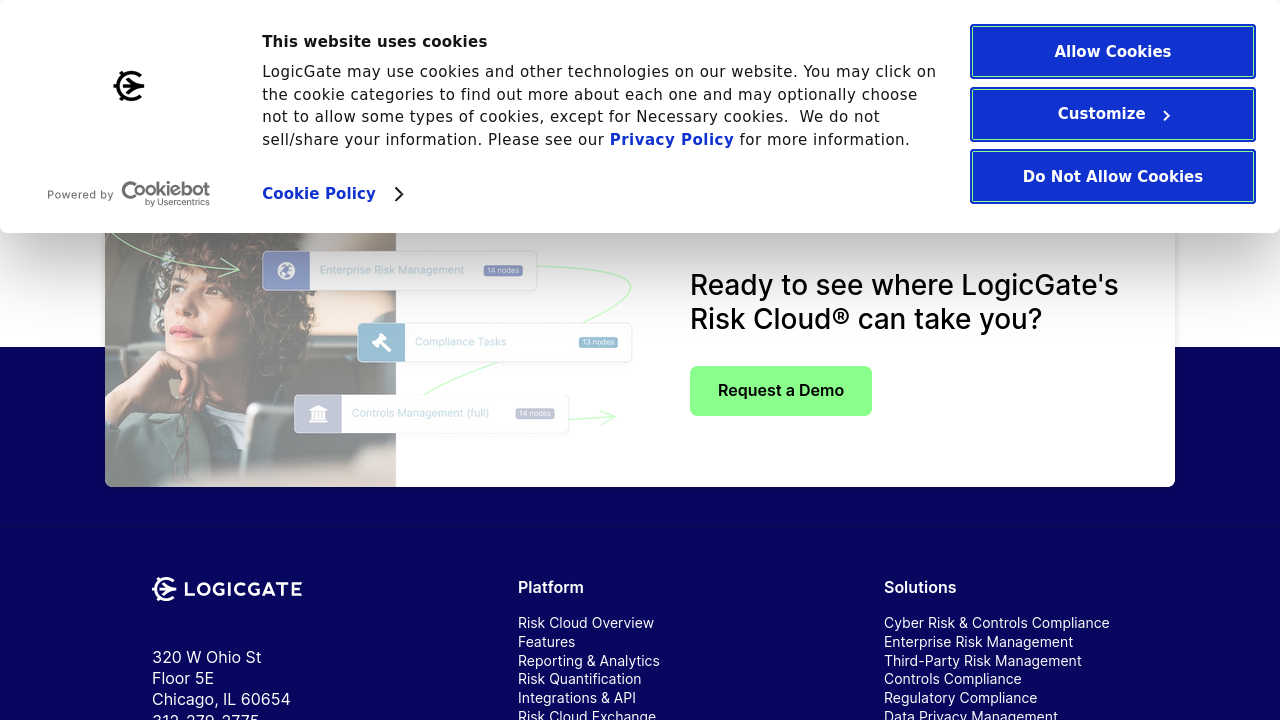 This website uses cookies
LogicGate may use cookies and other technologies on our website. You may click on
the cookie categories to find out more about each one and may optionally choose
not to allow some types of cookies, except for Necessary cookies.  We do not
sell/share your information. Please see our Privacy Policy for more information.
Cookie Policy
Powered by Cookiebot
by Usercentrics
Allow Cookies
Customize
Do Not Allow Cookies
Enterprise Risk Management 14 nodes
Compliance Tasks 13 nodes
Controls Management (full) 14 nodes
Ready to see where LogicGate's
Risk Cloud® can take you?
Request a Demo
LOGICGATE
320 W Ohio St
Floor 5E
Chicago, IL 60654
312-279-2775
Platform
Risk Cloud Overview
Features
Reporting & Analytics
Risk Quantification
Integrations & API
Risk Cloud Exchange
Solutions
Cyber Risk & Controls Compliance
Enterprise Risk Management
Third-Party Risk Management
Controls Compliance
Regulatory Compliance
Data Privacy Management